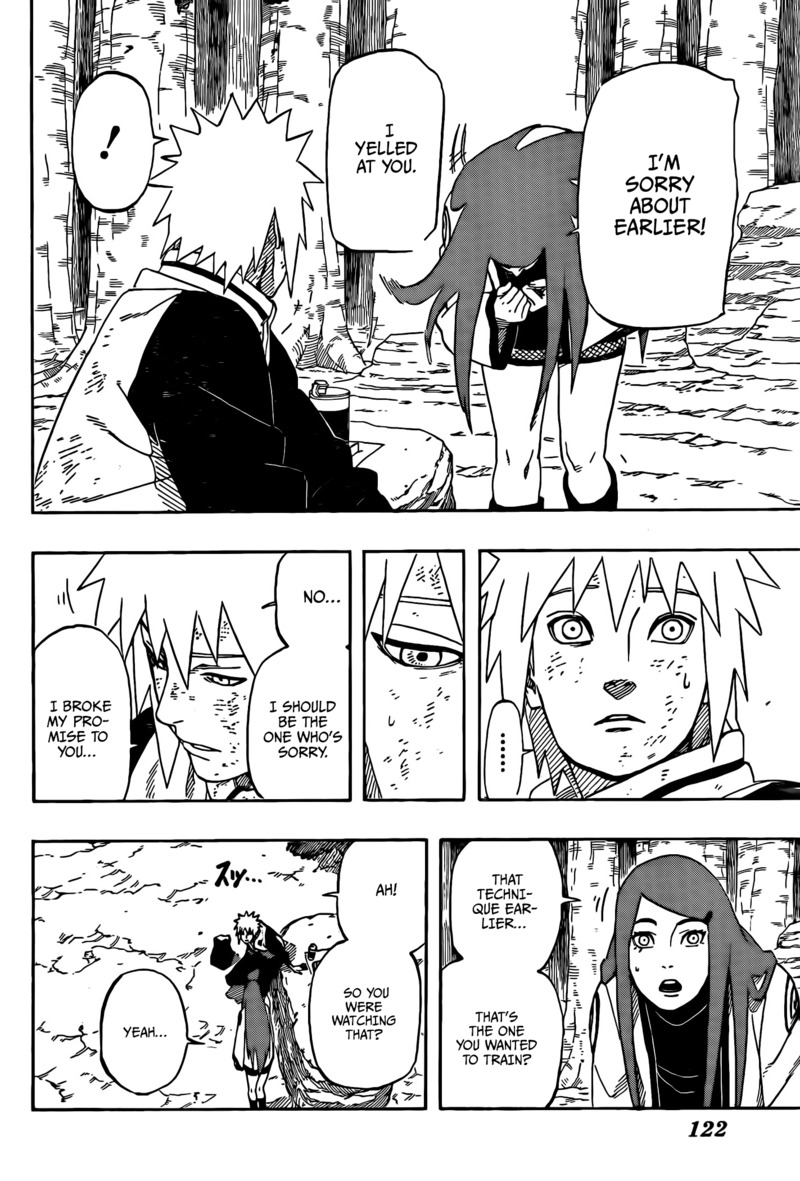 I'M
SORRY
ABOUT
EARLIER!
I
YELLED
AT YOU.
!
......
NO...
I SHOULD
BE THE
ONE WHO'S
SORRY.
I BROKE
MY PRO-
MISE TO
YOU...
THAT
TECHNI-
QUE EAR-
LIER...
THAT'S
THE ONE
YOU WANTED
TO TRAIN?
AH!
SO YOU
WERE
WATCHING
THAT?
スッ...
YEAH...
122